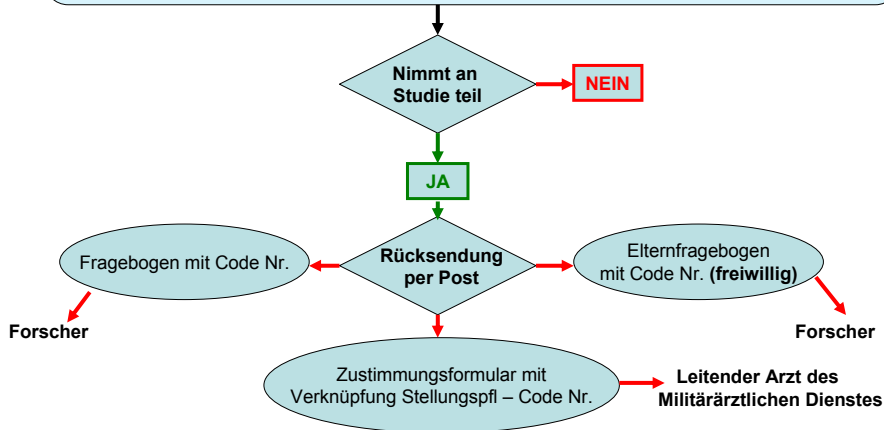 Nimmt an
Studie teil
NEIN
JA
Fragebogen mit Code Nr.
Rücksendung
per Post
Elternfragebogen
mit Code Nr. (freiwillig)
Forscher
Forscher
Zustimmungsformular mit
Verknüpfung Stellungspfl – Code Nr.
Leitender Arzt des
Militärärztlichen Dienstes